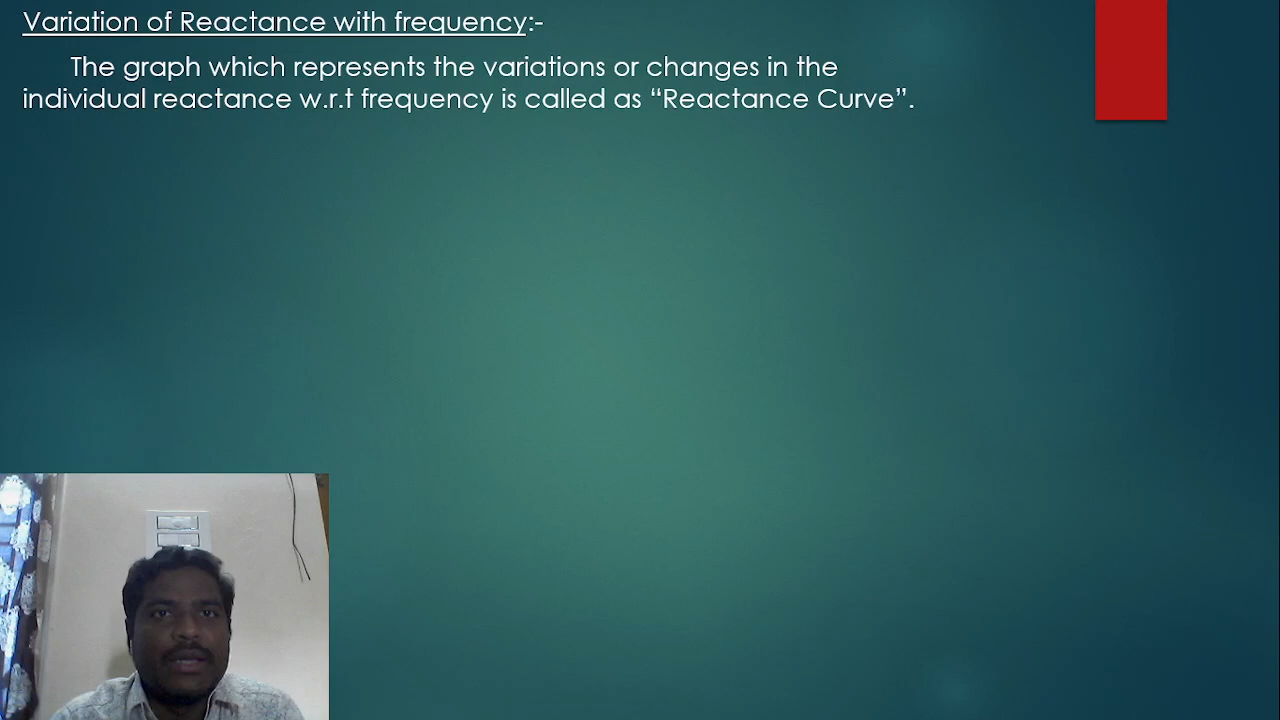 Variation of Reactance with frequency:-
The graph which represents the variations or changes in the
individual reactance w.r.t frequency is called as “Reactance Curve”.